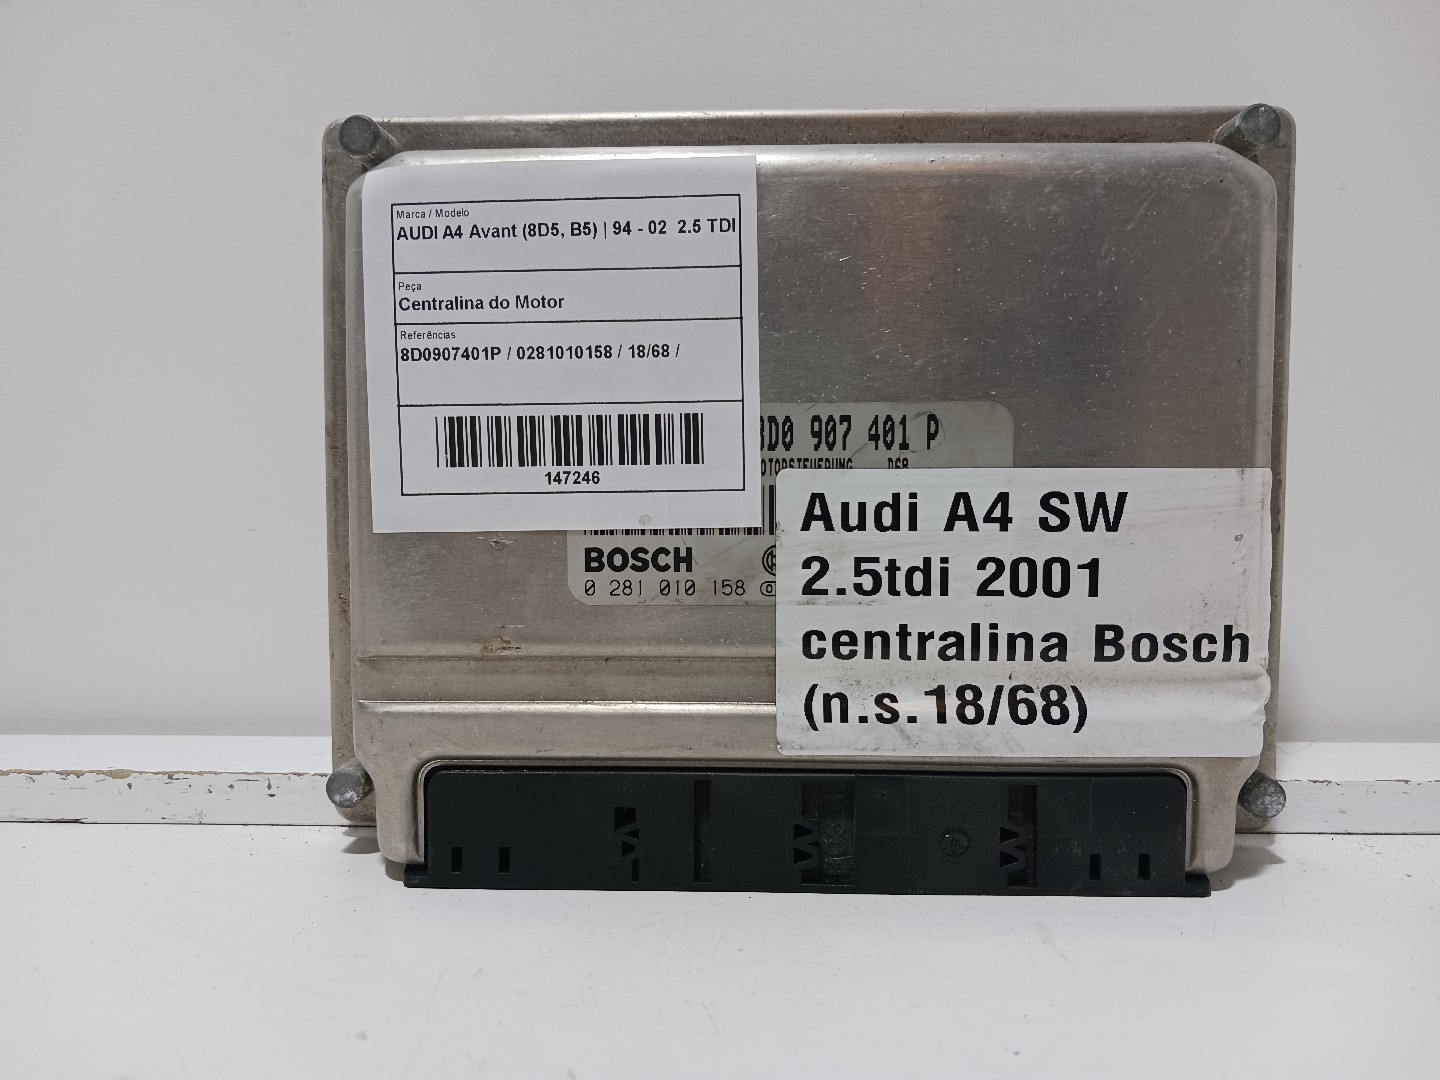 Marca / Modelo
AUDI A4 Avant (8D5, B5) | 94 - 02 2.5 TDI
Peça
Centralina do Motor
Referências
8D0907401P / 0281010158 / 18/68 /
147246
8D0 907 401 P
BOSCH
0 281 010 158
Audi A4 SW
2.5tdi 2001
centralina Bosch
(n.s.18/68)